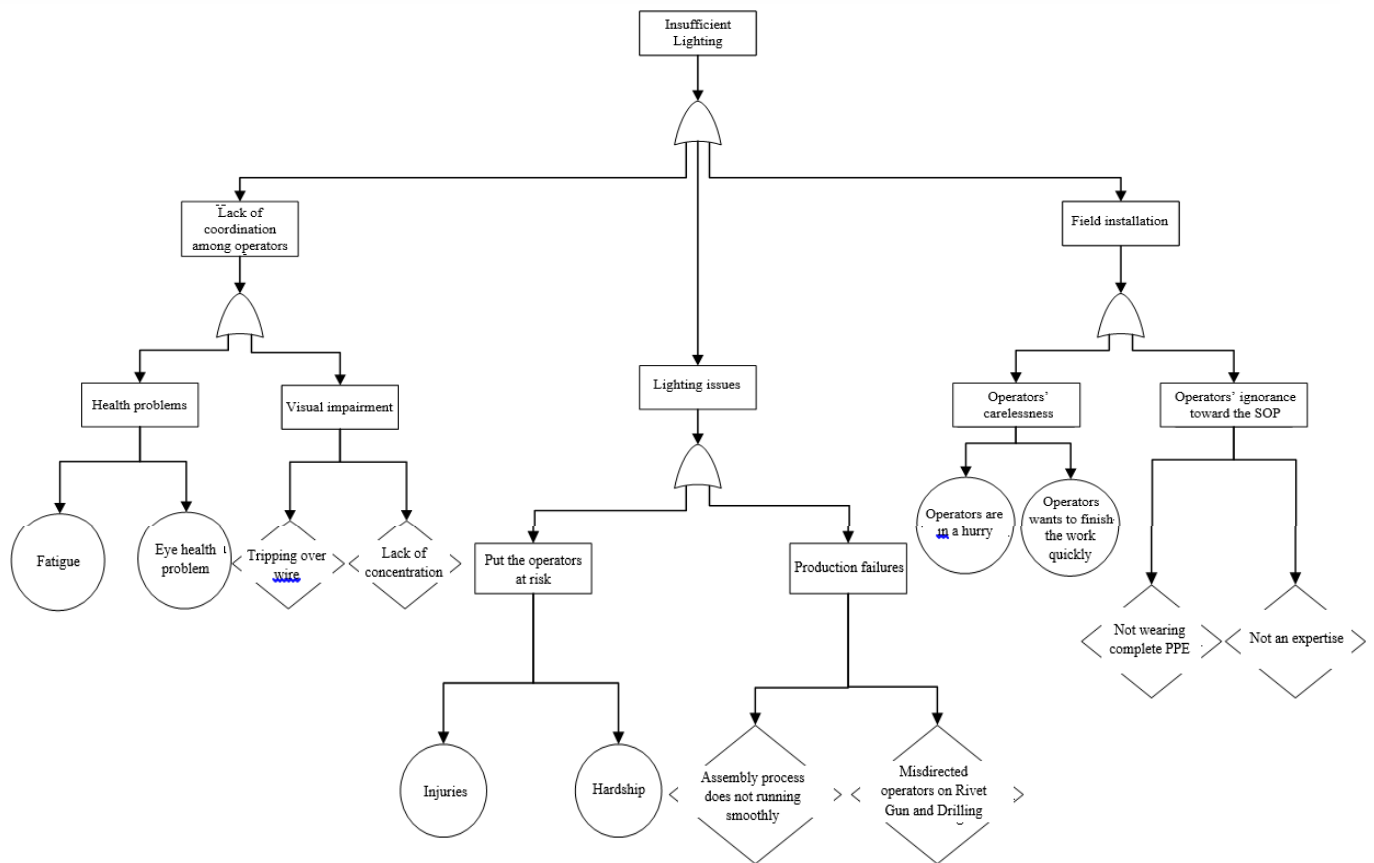 Insufficient
Lighting
Lack of
coordination
among operators
Field installation
Lighting issues
Health problems
Visual impairment
Operators’
carelessness
Operators’ ignorance
toward the SOP
Fatigue
Eye health
problem
Tripping over
wire
Lack of
concentration
Put the operators
at risk
Production failures
Operators are
in a hurry
Operators
wants to finish
the work
quickly
Not wearing
complete PPE
Not an expertise
Injuries
Hardship
Assembly process
does not running
smoothly
Misdirected
operators on Rivet
Gun and Drilling